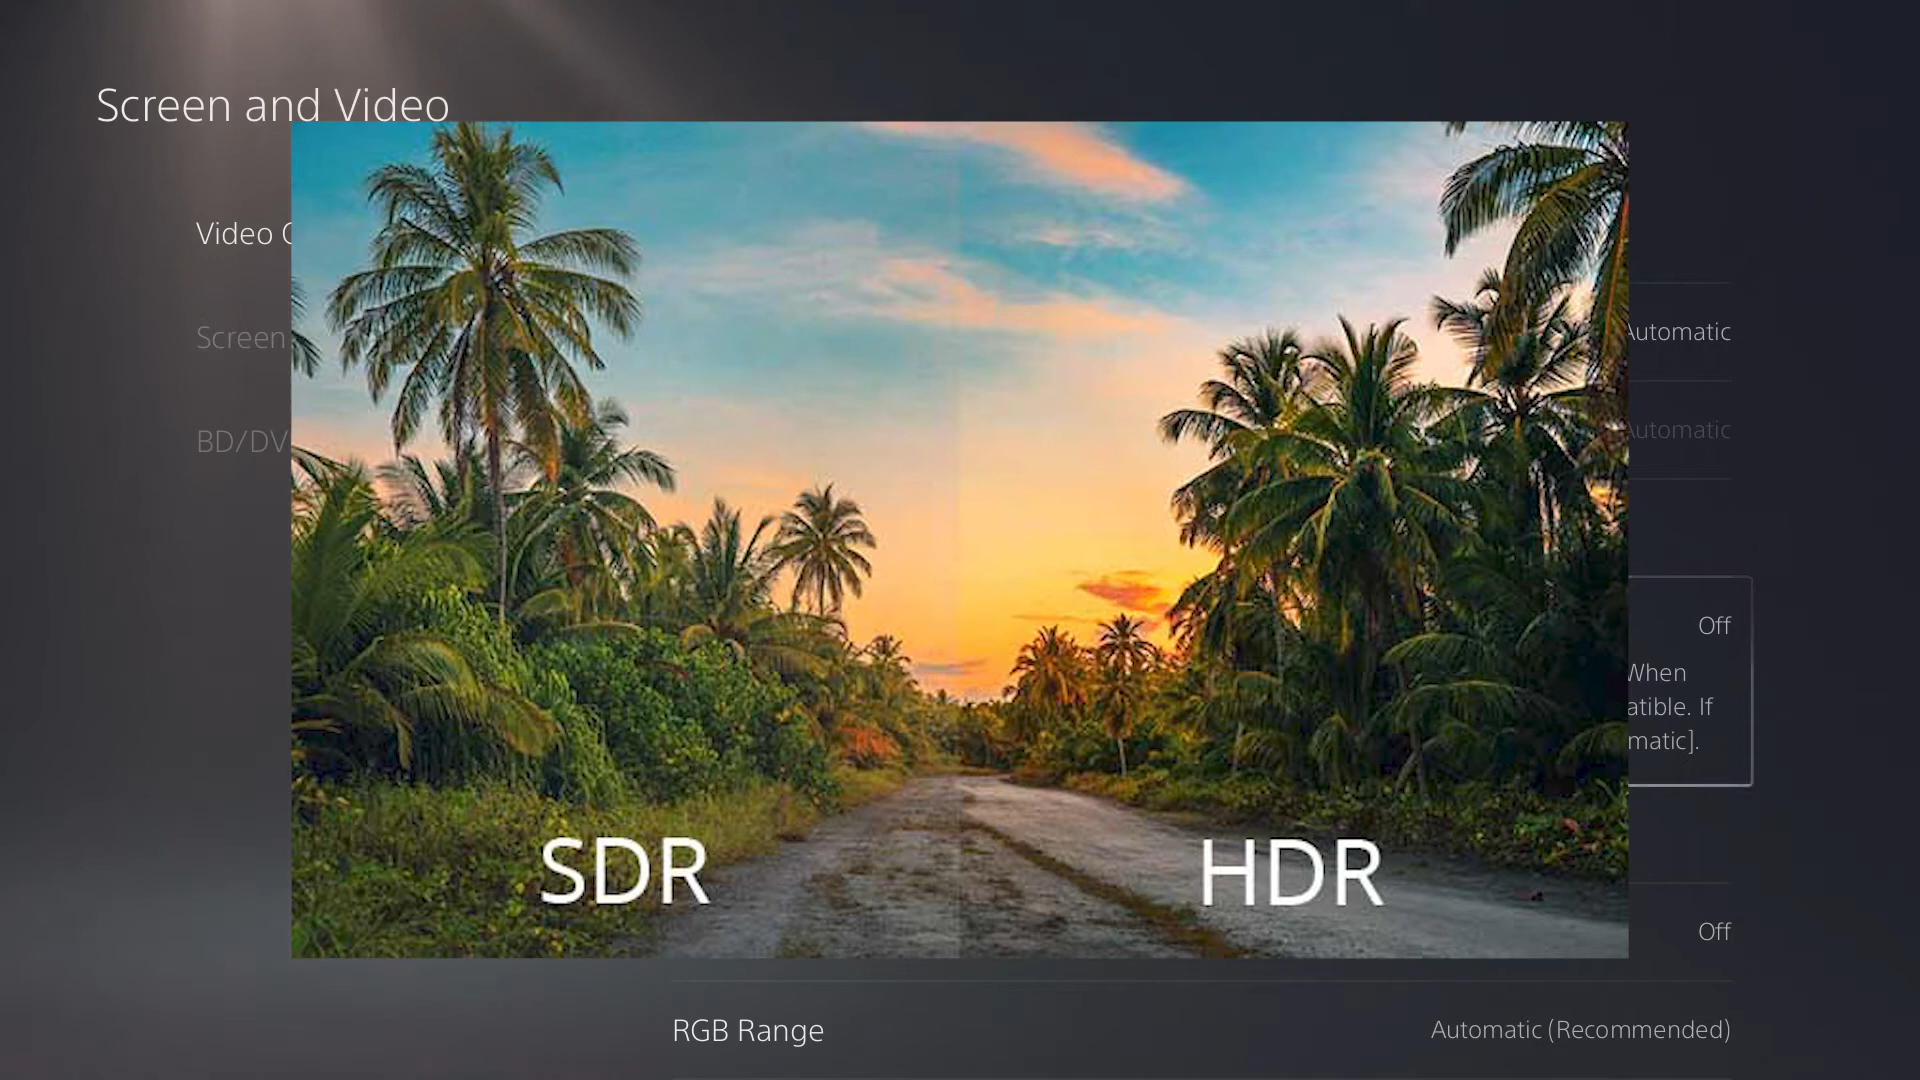 Screen and Video
Video
Screen
Automatic
BD/DV
Automatic
Off
When
atible. If
matic].
SDR
HDR
Off
RGB Range
Automatic (Recommended)